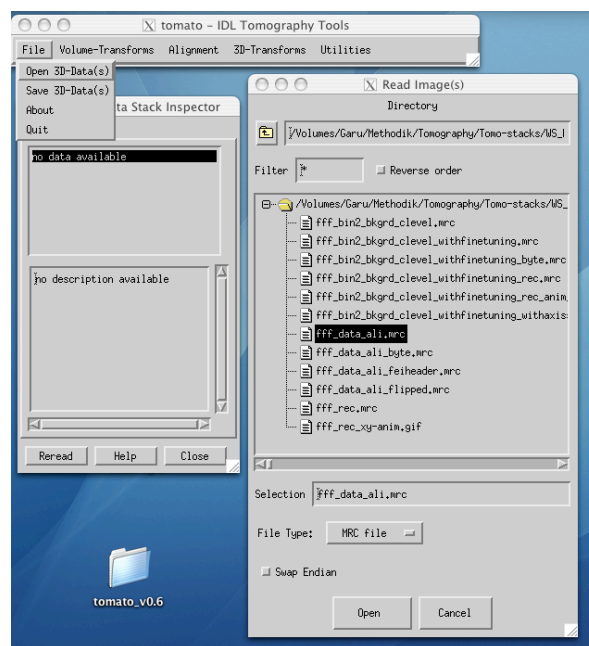 tomato – IDL Tomography Tools
File Volume-Transforms Alignment 3D-Transforms Utilities
Open 3D-Data(s)
Save 3D-Data(s)
About
Quit
ta Stack Inspector
no data available
no description available
Reread Help Close
tomato_v0.6
Read Image(s)
Directory
/Volumes/Garu/Methodik/Tomography/Tomo-stacks/WS_
Filter * Reverse order
/Volumes/Garu/Methodik/Tomography/Tomo-stacks/WS_
fff_bin2_bkgrd_clevel.mrc
fff_bin2_bkgrd_clevel_withfinetuning.mrc
fff_bin2_bkgrd_clevel_withfinetuning_byte.mrc
fff_bin2_bkgrd_clevel_withfinetuning_rec.mrc
fff_bin2_bkgrd_clevel_withfinetuning_rec_anim
fff_bin2_bkgrd_clevel_withfinetuning_withaxis
fff_data_ali.mrc
fff_data_ali_byte.mrc
fff_data_ali_feiheader.mrc
fff_data_ali_flipped.mrc
fff_rec.mrc
fff_rec_xy-anim.gif
Selection fff_data_ali.mrc
File Type: MRC file
Swap Endian
Open Cancel